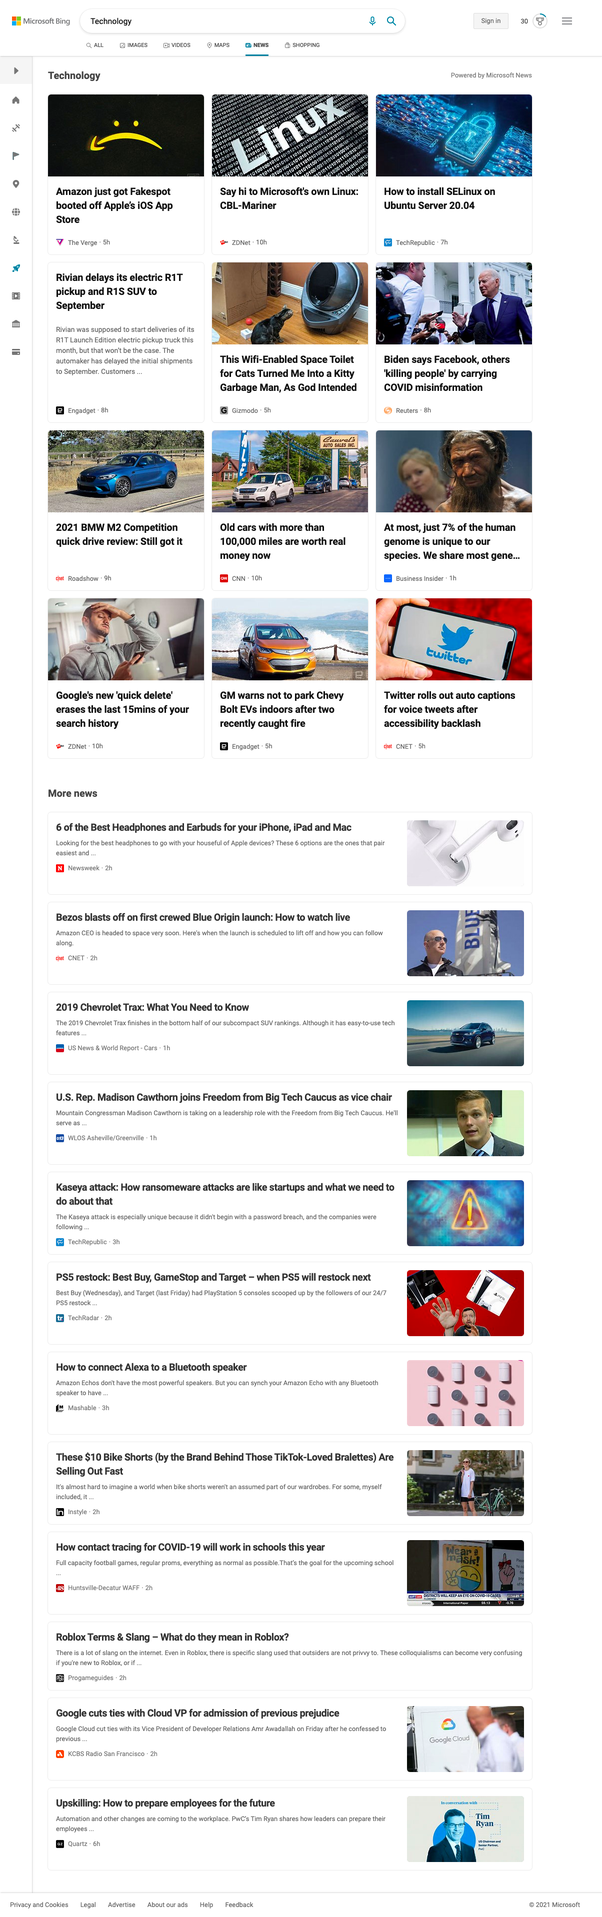 Microsoft Bing
Technology
Sign in
30
ALL
IMAGES
VIDEOS
MAPS
NEWS
SHOPPING
Technology
Powered by Microsoft News
Linux
Amazon just got Fakespot
booted off Apple's iOS App
Store
The Verge · 5h
Say hi to Microsoft's own Linux:
CBL-Mariner
ZDNet · 10h
How to install SELinux on
Ubuntu Server 20.04
TechRepublic · 7h
Rivian delays its electric R1T
pickup and R1S SUV to
September
Rivian was supposed to start deliveries of its
R1T Launch Edition electric pickup truck this
month, but that won't be the case. The
automaker has delayed the initial shipments
to September. Customers ...
Engadget · 8h
This Wifi-Enabled Space Toilet
for Cats Turned Me Into a Kitty
Garbage Man, As God Intended
Gizmodo · 5h
Biden says Facebook, others
'killing people' by carrying
COVID misinformation
Reuters · 8h
AUTO SALES INC.
2021 BMW M2 Competition
quick drive review: Still got it
Roadshow · 9h
Old cars with more than
100,000 miles are worth real
money now
CNN · 10h
At most, just 7% of the human
genome is unique to our
species. We share most gene...
Business Insider · 1h
twitter
Google's new 'quick delete'
erases the last 15mins of your
search history
ZDNet · 10h
GM warns not to park Chevy
Bolt EVs indoors after two
recently caught fire
Engadget · 5h
Twitter rolls out auto captions
for voice tweets after
accessibility backlash
CNET · 5h
More news
6 of the Best Headphones and Earbuds for your iPhone, iPad and Mac
Looking for the best headphones to go with your houseful of Apple devices? These 6 options are the ones that pair
easiest and ...
Newsweek · 2h
Bezos blasts off on first crewed Blue Origin launch: How to watch live
Amazon CEO is headed to space very soon. Here's when the launch is scheduled to lift off and how you can follow
along.
CNET · 2h
BLUE
2019 Chevrolet Trax: What You Need to Know
The 2019 Chevrolet Trax finishes in the bottom half of our subcompact SUV rankings. Although it has easy-to-use tech
features ...
US News & World Report - Cars · 1h
U.S. Rep. Madison Cawthorn joins Freedom from Big Tech Caucus as vice chair
Mountain Congressman Madison Cawthorn is taking on a leadership role with the Freedom from Big Tech Caucus. He'll
serve as ...
WLOS Asheville/Greenville · 1h
Kaseya attack: How ransomeware attacks are like startups and what we need to
do about that
The Kaseya attack is especially unique because it didn't begin with a password breach, and the companies were
following ...
TechRepublic · 3h
PS5 restock: Best Buy, GameStop and Target – when PS5 will restock next
Best Buy (Wednesday), and Target (last Friday) had PlayStation 5 consoles scooped up by the followers of our 24/7
PS5 restock ...
TechRadar · 2h
How to connect Alexa to a Bluetooth speaker
Amazon Echos don't have the most powerful speakers. But you can synch your Amazon Echo with any Bluetooth
speaker to have ...
Mashable · 3h
These $10 Bike Shorts (by the Brand Behind Those TikTok-Loved Bralettes) Are
Selling Out Fast
It's almost hard to imagine a world when bike shorts weren't an assumed part of our wardrobes. For some, myself
included, it ...
Instyle · 2h
How contact tracing for COVID-19 will work in schools this year
Full capacity football games, regular proms, everything as normal as possible.That's the goal for the upcoming school
...
Huntsville-Decatur WAFF · 2h
Wear a
mask!
Roblox Terms & Slang – What do they mean in Roblox?
There is a lot of slang on the internet. Even in Roblox, there is specific slang used that outsiders are not privvy to. These colloquialisms can become very confusing
if you're new to Roblox, or if ...
Progameguides · 2h
Google cuts ties with Cloud VP for admission of previous prejudice
Google Cloud cut ties with its Vice President of Developer Relations Amr Awadallah on Friday after he confessed to
previous ...
KCBS Radio San Francisco · 2h
Google Cloud
Upskilling: How to prepare employees for the future
Automation and other changes are coming to the workplace. PwC's Tim Ryan shares how leaders can prepare their
employees ...
Quartz · 6h
In conversation with
Tim
Ryan
Privacy and Cookies
Legal
Advertise
About our ads
Help
Feedback
© 2021 Microsoft